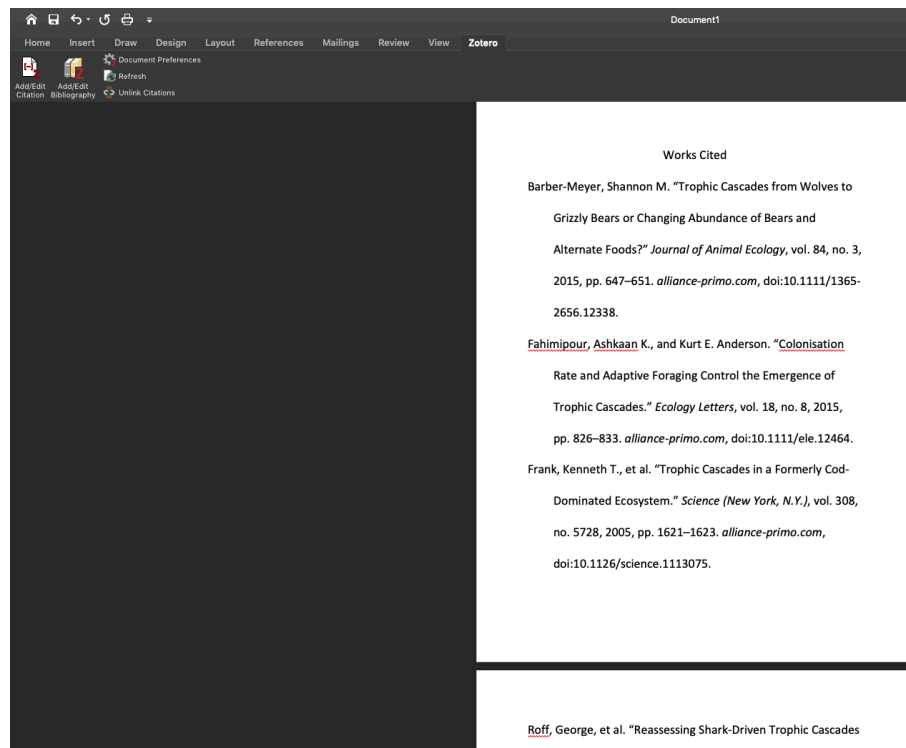 Document1
Home Insert Draw Design Layout References Mailings Review View Zotero
Add/Edit Citation
Add/Edit Bibliography
Document Preferences
Refresh
Unlink Citations
Works Cited
Barber-Meyer, Shannon M. “Trophic Cascades from Wolves to
Grizzly Bears or Changing Abundance of Bears and
Alternate Foods?” Journal of Animal Ecology, vol. 84, no. 3,
2015, pp. 647–651. alliance-primo.com, doi:10.1111/1365-
2656.12338.
Fahimipour, Ashkaan K., and Kurt E. Anderson. “Colonisation
Rate and Adaptive Foraging Control the Emergence of
Trophic Cascades.” Ecology Letters, vol. 18, no. 8, 2015,
pp. 826–833. alliance-primo.com, doi:10.1111/ele.12464.
Frank, Kenneth T., et al. “Trophic Cascades in a Formerly Cod-
Dominated Ecosystem.” Science (New York, N.Y.), vol. 308,
no. 5728, 2005, pp. 1621–1623. alliance-primo.com,
doi:10.1126/science.1113075.
Roff, George, et al. “Reassessing Shark-Driven Trophic Cascades